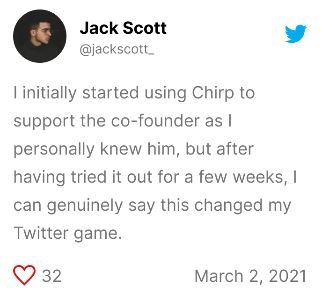 Jack Scott
@jackscott_
I initially started using Chirp to
support the co-founder as I
personally knew him, but after
having tried it out for a few weeks, I
can genuinely say this changed my
Twitter game.
32
March 2, 2021